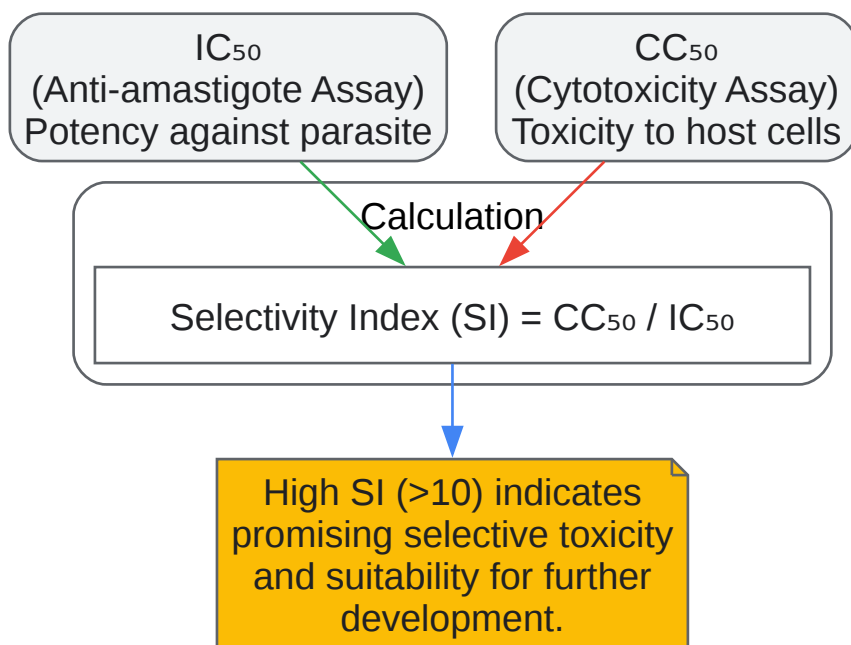 IC₅₀
(Anti-amastigote Assay)
Potency against parasite
CC₅₀
(Cytotoxicity Assay)
Toxicity to host cells
Calculation
Selectivity Index (SI) = CC₅₀ / IC₅₀
High SI (>10) indicates
promising selective toxicity
and suitability for further
development.